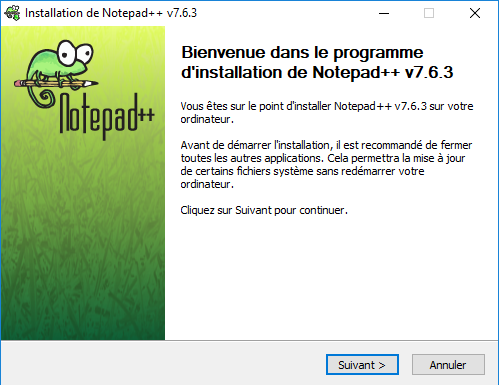 Installation de Notepad++ v7.6.3
Notepad++
Bienvenue dans le programme
d'installation de Notepad++ v7.6.3
Vous êtes sur le point d'installer Notepad++ v7.6.3 sur votre
ordinateur.
Avant de démarrer l'installation, il est recommandé de fermer
toutes les autres applications. Cela permettra la mise à jour
de certains fichiers système sans redémarrer votre
ordinateur.
Cliquez sur Suivant pour continuer.
Suivant >
Annuler